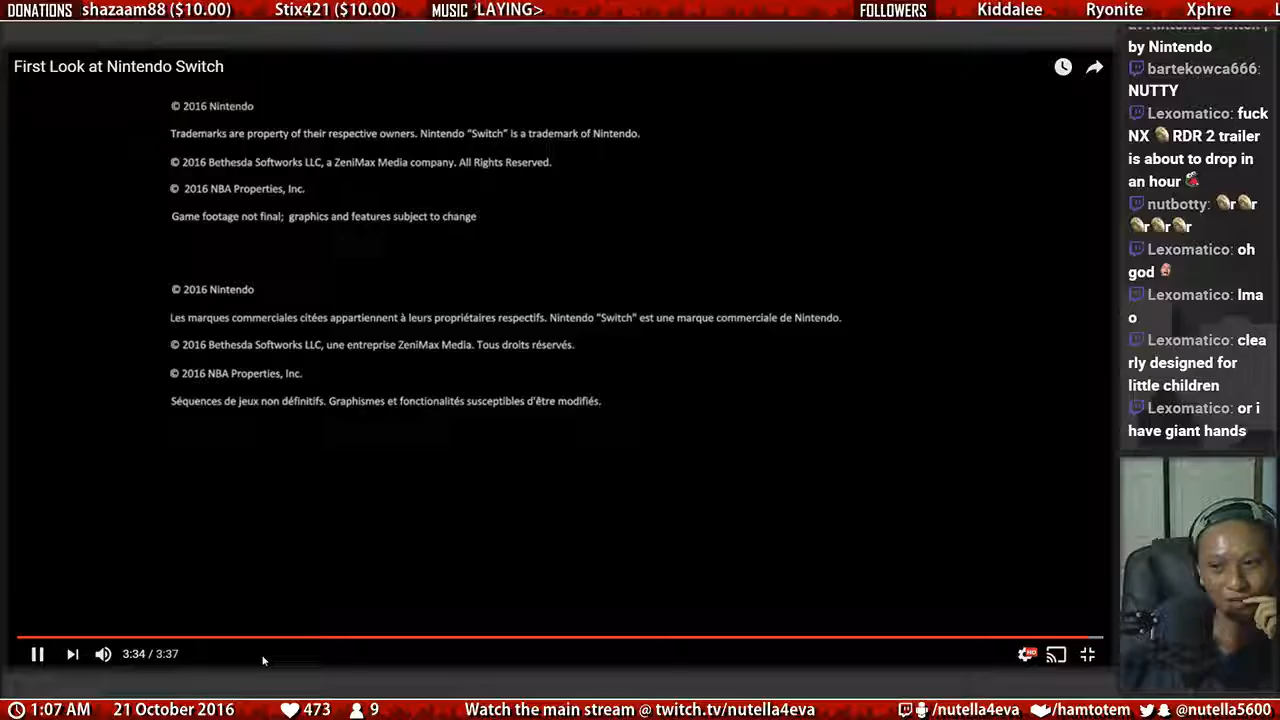 DONATIONS shazaam88 ($10.00) Stix421 ($10.00) MUSIC 'LAYING> FOLLOWERS Kiddalee Ryonite Xphre
First Look at Nintendo Switch
© 2016 Nintendo
Trademarks are property of their respective owners. Nintendo “Switch” is a trademark of Nintendo.
© 2016 Bethesda Softworks LLC, a ZeniMax Media company. All Rights Reserved.
© 2016 NBA Properties, Inc.
Game footage not final; graphics and features subject to change
© 2016 Nintendo
Les marques commerciales citées appartiennent à leurs propriétaires respectifs. Nintendo “Switch” est une marque commerciale de Nintendo.
© 2016 Bethesda Softworks LLC, une entreprise ZeniMax Media. Tous droits réservés.
© 2016 NBA Properties, Inc.
Séquences de jeux non définitifs. Graphismes et fonctionalités susceptibles d'être modifiés.
3:34 / 3:37
HD
at Nintendo Switch |
by Nintendo
bartekowca666:
NUTTY
Lexomatico: fuck
NX RDR 2 trailer
is about to drop in
an hour
nutbotty: r r
r r r
Lexomatico: oh
god
Lexomatico: lma
o
Lexomatico: clea
rly designed for
little children
Lexomatico: or i
have giant hands
1:07 AM 21 October 2016 473 9 Watch the main stream @ twitch.tv/nutella4eva /nutella4eva /hamtotem @nutella5600